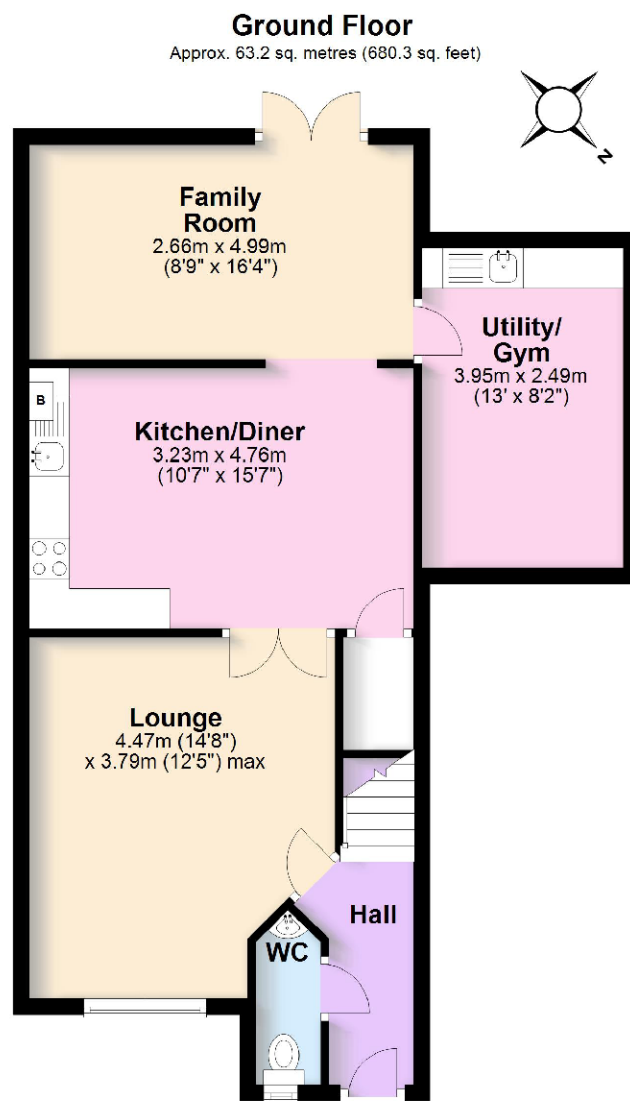 Ground Floor
Approx. 63.2 sq. metres (680.3 sq. feet)
N
Family
Room
2.66m x 4.99m
(8'9" x 16'4")
Utility/
Gym
3.95m x 2.49m
(13' x 8'2")
B
Kitchen/Diner
3.23m x 4.76m
(10'7" x 15'7")
Lounge
4.47m (14'8")
x 3.79m (12'5") max
Hall
WC